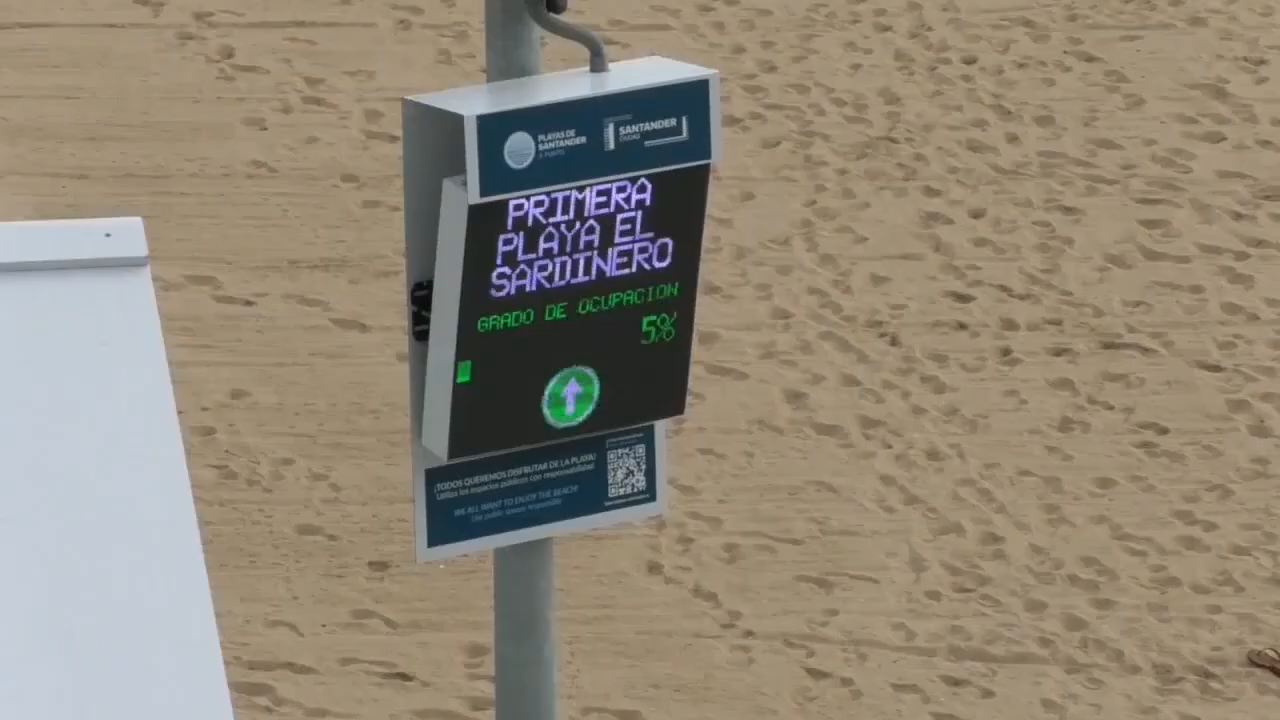 PLAYAS DE
SANTANDER
SANTANDER
CIUDAD
PRIMERA
PLAYA EL
SARDINERO
GRADO DE OCUPACION
5%
¡TODOS QUEREMOS DISFRUTAR DE LA PLAYA!
Utiliza los espacios públicos con responsabilidad
WE ALL WANT TO ENJOY THE BEACH!
Use public spaces responsibly